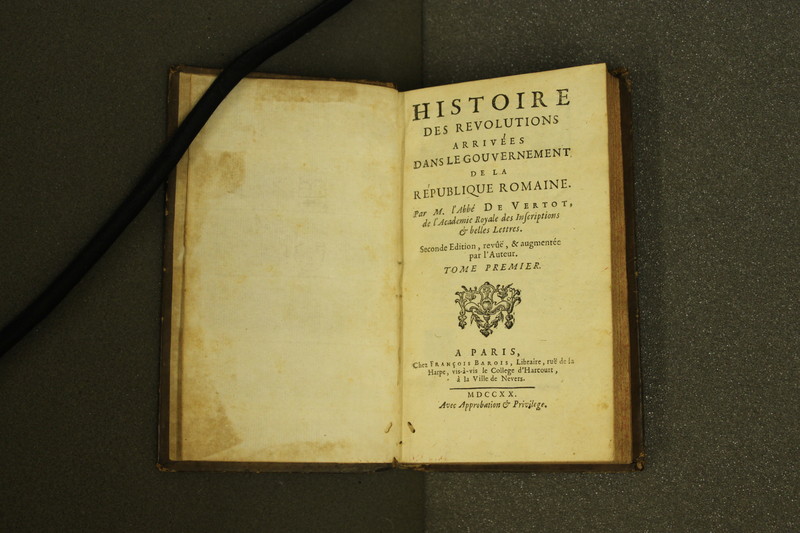 HISTOIRE
DES REVOLUTIONS
ARRIVÉES
DANS LE GOUVERNEMENT
DE LA
RÉPUBLIQUE ROMAINE.
Par M. l'Abbé DE VERTOT,
de l'Academie Royale des Inſcriptions
& belles Lettres.
Seconde Edition, revûë, & augmentée
par l'Auteur.
TOME PREMIER.
A PARIS,
Chez FRANÇOIS BAROIS, Libraire, ruë de la
Harpe, vis-à-vis le College d'Harcourt,
à la Ville de Nevers.
MDCCXX.
Avec Approbation & Privilege.